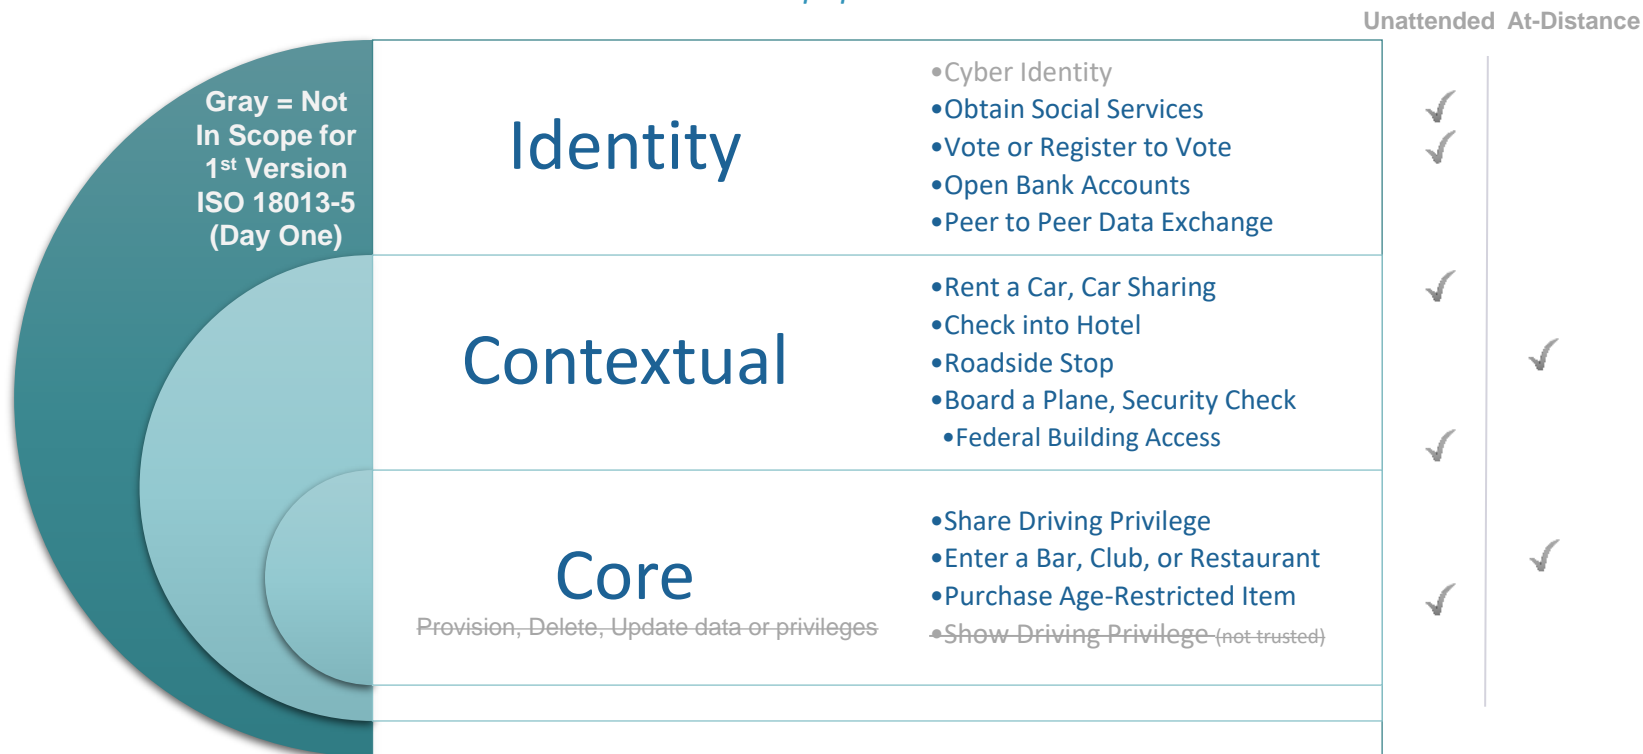 Unattended At-Distance
Gray = Not
In Scope for
1st Version
ISO 18013-5
(Day One)
Identity
•Cyber Identity
•Obtain Social Services
•Vote or Register to Vote
•Open Bank Accounts
•Peer to Peer Data Exchange
Contextual
•Rent a Car, Car Sharing
•Check into Hotel
•Roadside Stop
•Board a Plane, Security Check
•Federal Building Access
Core
Provision, Delete, Update data or privileges
•Share Driving Privilege
•Enter a Bar, Club, or Restaurant
•Purchase Age-Restricted Item
•Show Driving Privilege (not trusted)